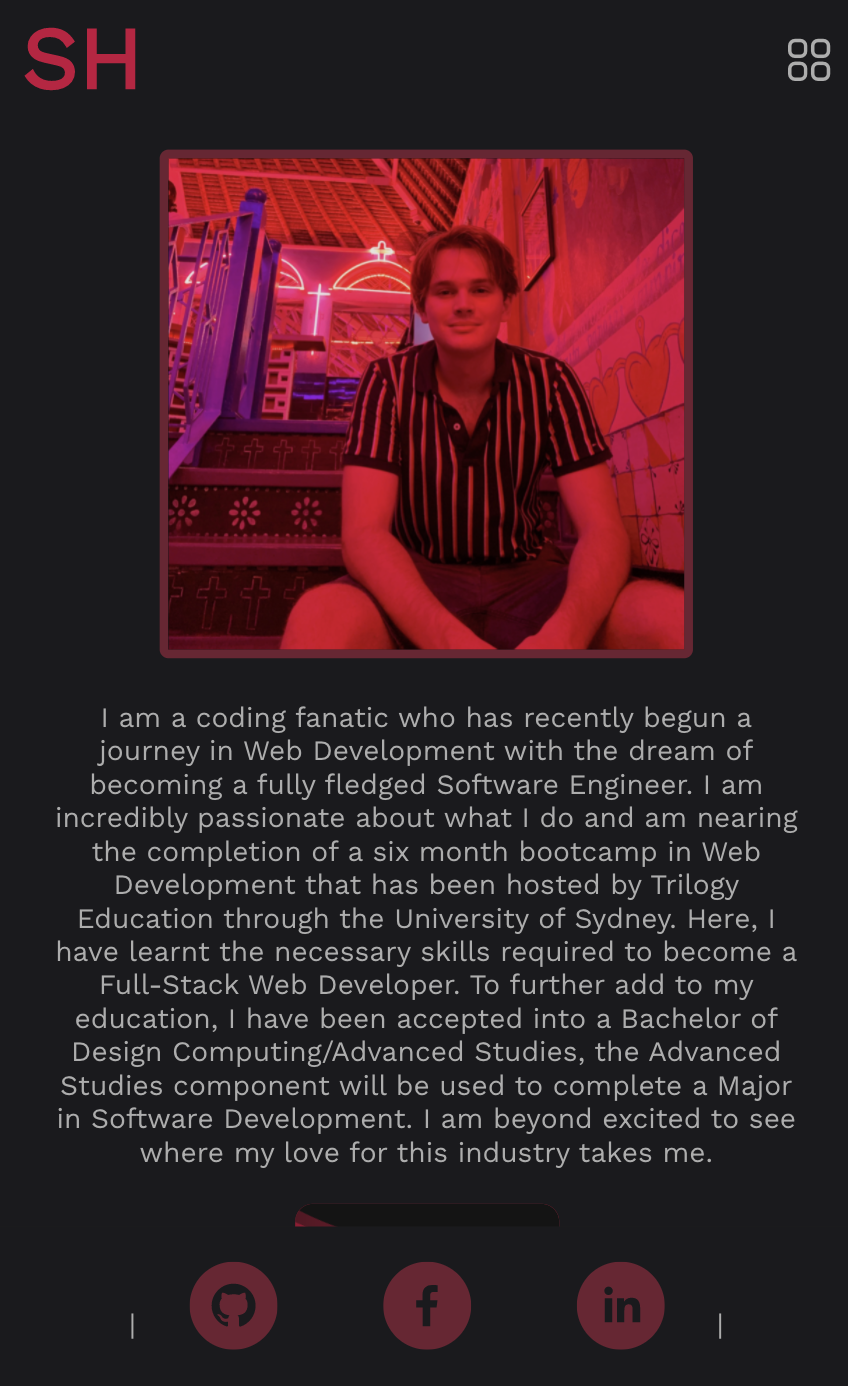 SH
I am a coding fanatic who has recently begun a
journey in Web Development with the dream of
becoming a fully fledged Software Engineer. I am
incredibly passionate about what I do and am nearing
the completion of a six month bootcamp in Web
Development that has been hosted by Trilogy
Education through the University of Sydney. Here, I
have learnt the necessary skills required to become a
Full-Stack Web Developer. To further add to my
education, I have been accepted into a Bachelor of
Design Computing/Advanced Studies, the Advanced
Studies component will be used to complete a Major
in Software Development. I am beyond excited to see
where my love for this industry takes me.
| f in |